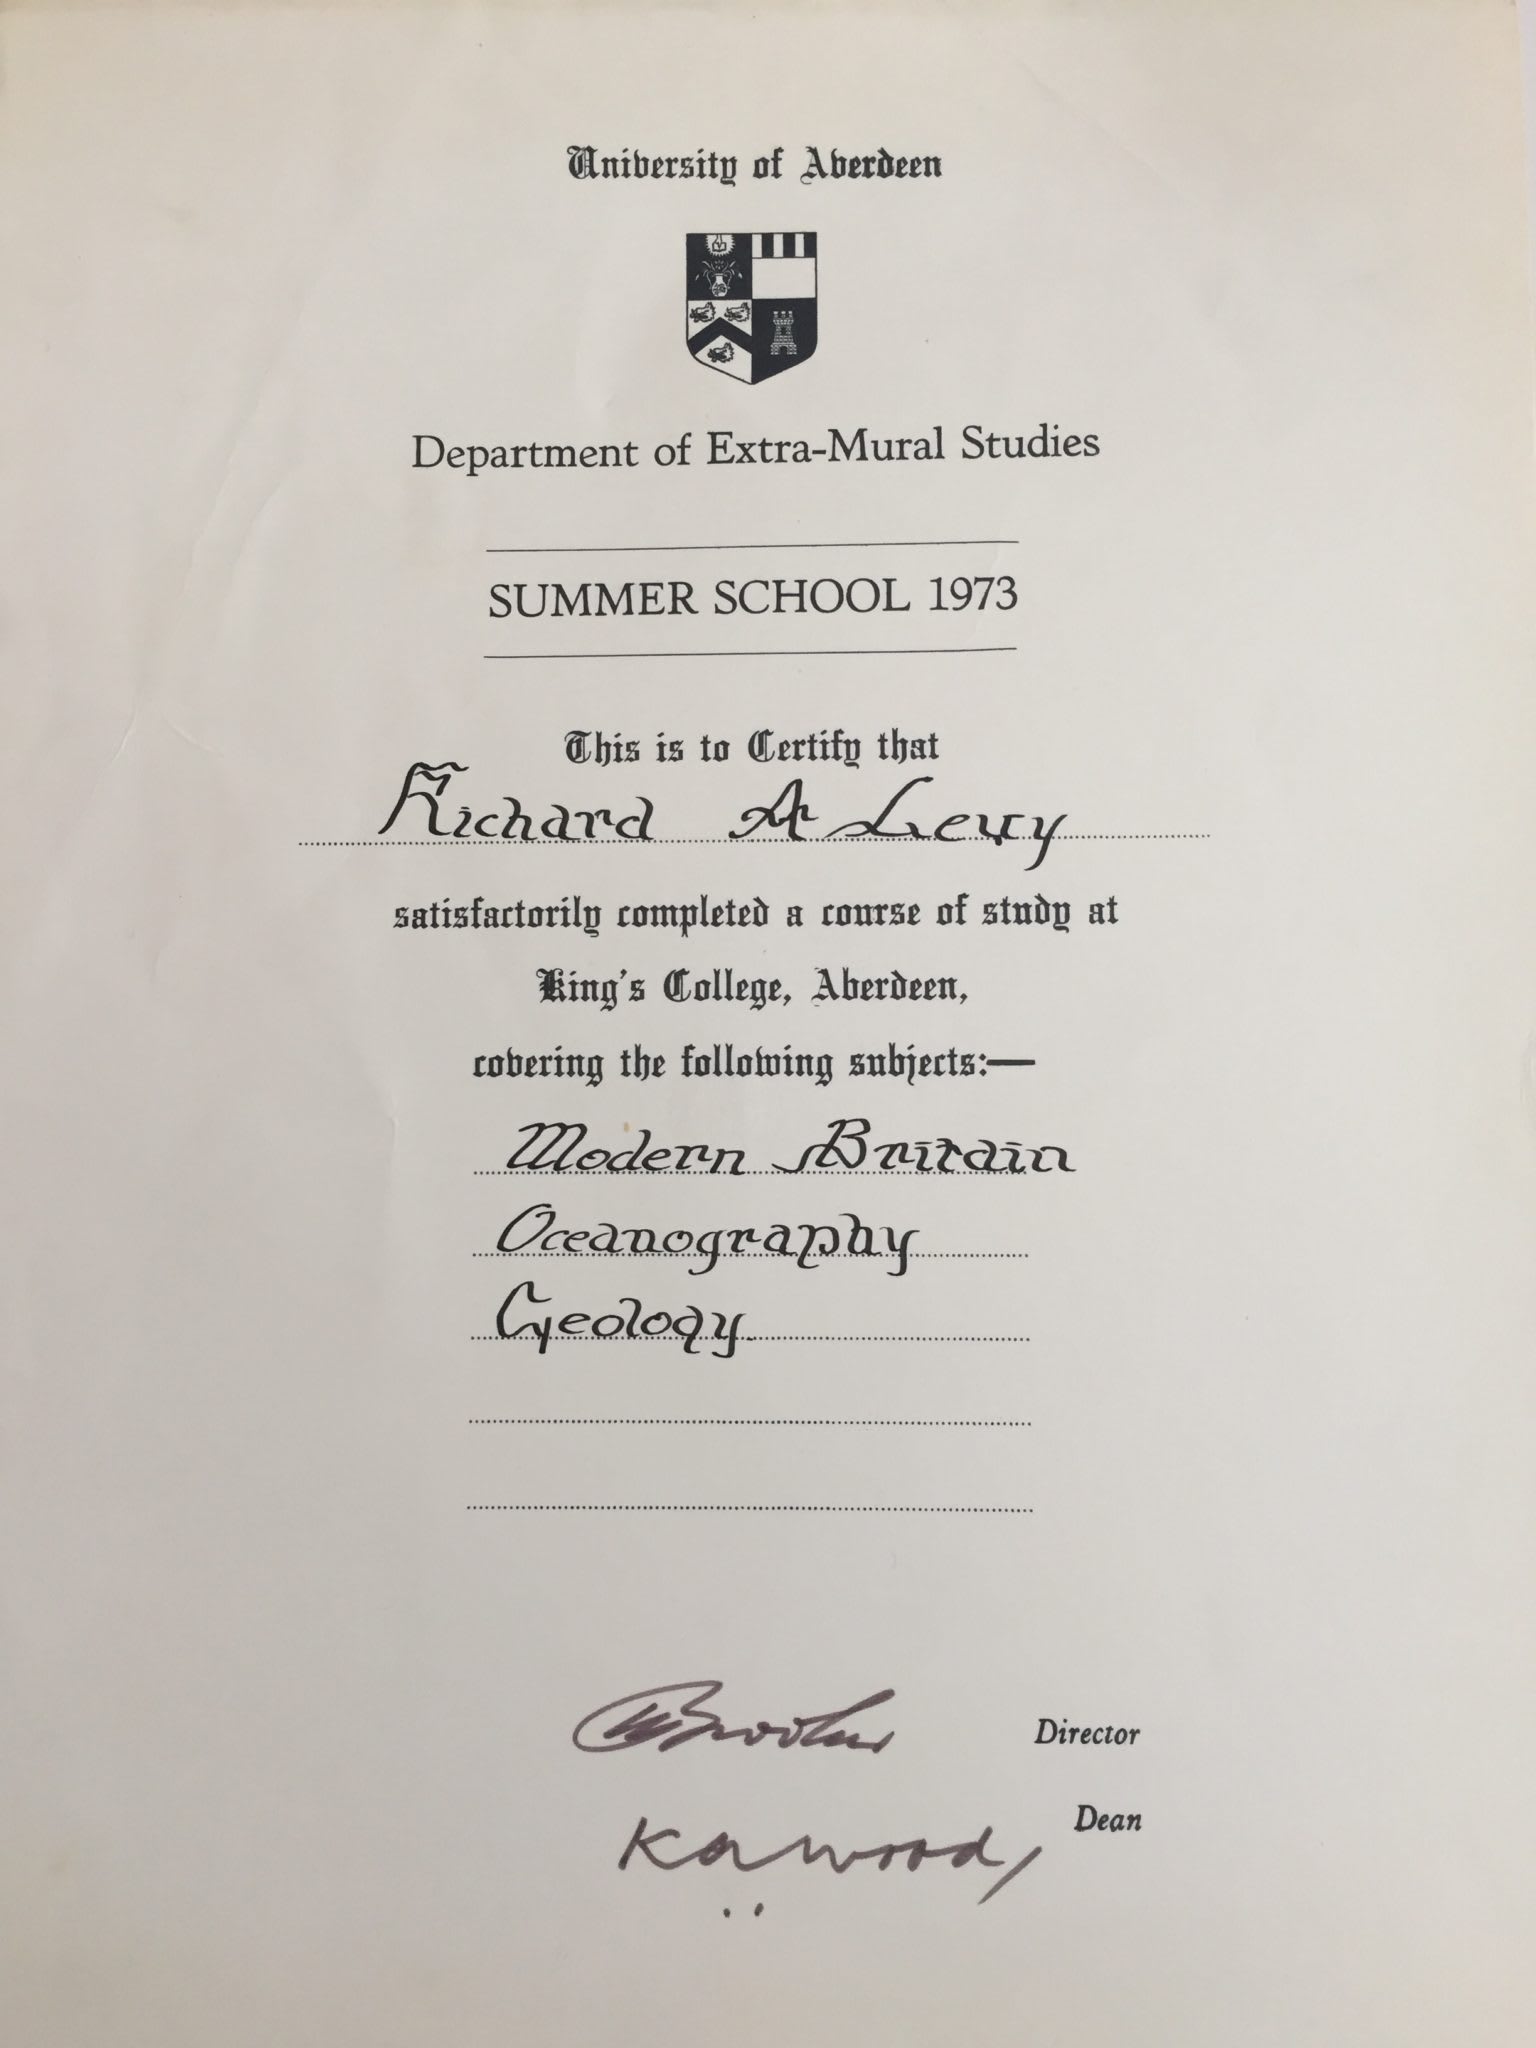 University of Aberdeen
Department of Extra-Mural Studies
SUMMER SCHOOL 1973
This is to Certify that
Richard A Levy
satisfactorily completed a course of study at
King's College, Aberdeen,
covering the following subjects:—
Modern Britain
Oceanography
Geology
Director
Dean